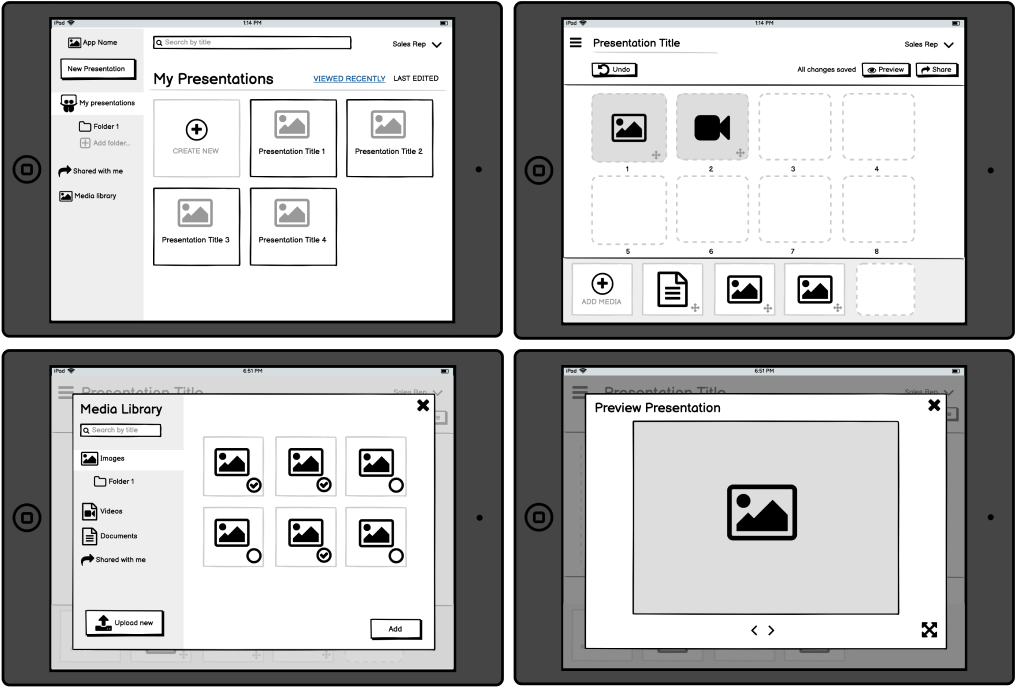 iPad 1:14 PM
App Name
Search by title
Sales Rep
New Presentation
My Presentations
VIEWED RECENTLY LAST EDITED
My presentations
Folder 1
Add folder...
Shared with me
Media library
CREATE NEW
Presentation Title 1
Presentation Title 2
Presentation Title 3
Presentation Title 4
iPad 1:14 PM
Presentation Title
Sales Rep
Undo
All changes saved
Preview
Share
1 2 3 4
5 6 7 8
ADD MEDIA
iPad 6:51 PM
Presentation Title
Sales Rep
Media Library
Search by title
Images
Folder 1
Videos
Documents
Shared with me
Upload new
Add
iPad 6:51 PM
Presentation Title
Sales Rep
Preview Presentation